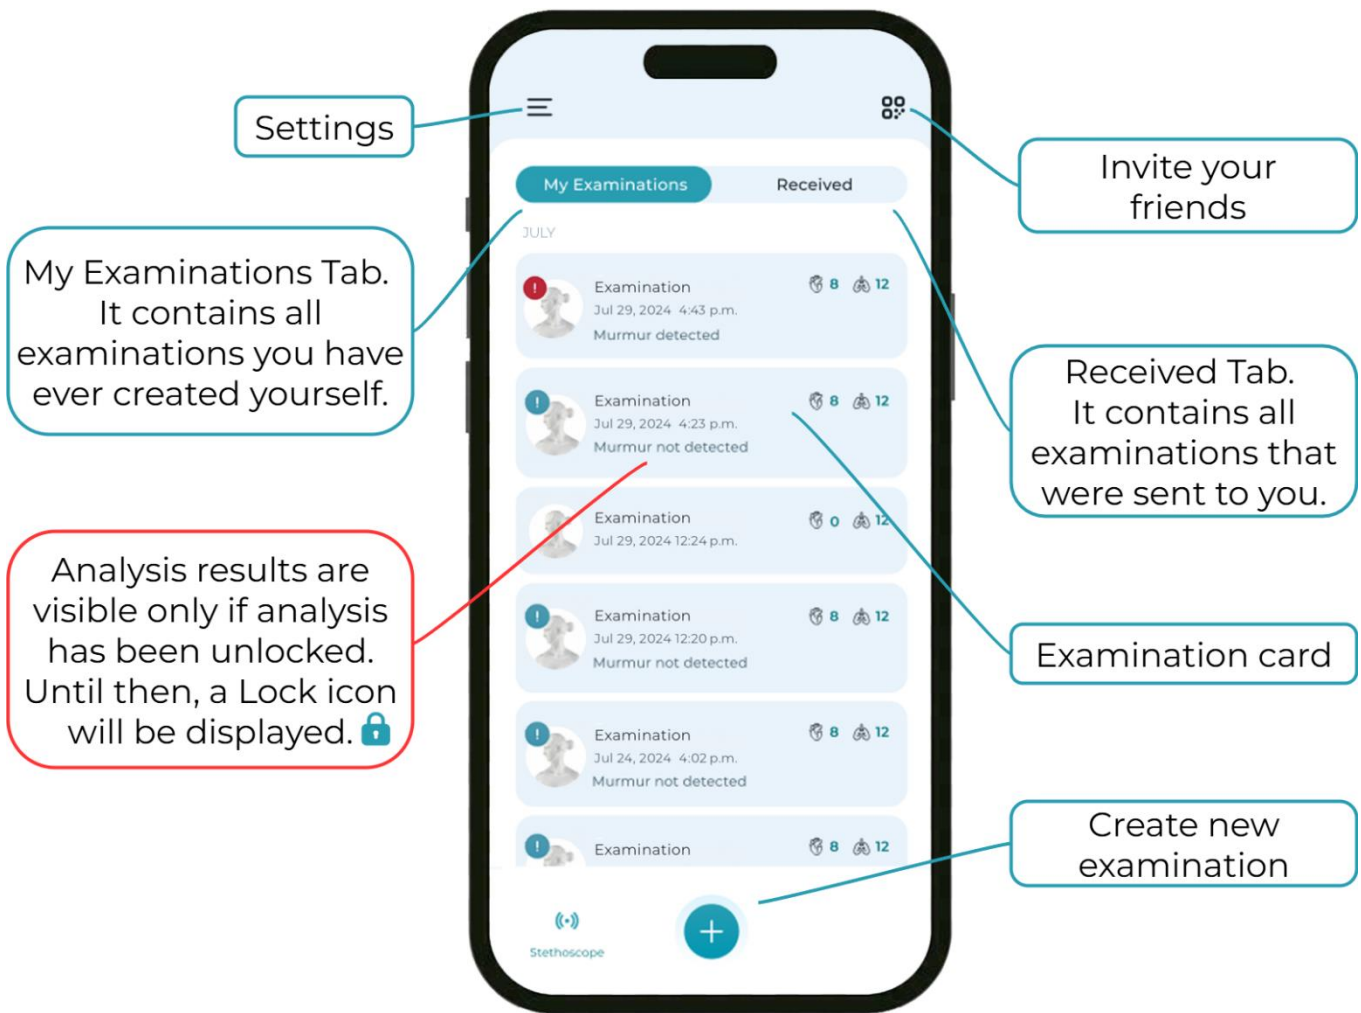 Settings
Invite your
friends
My Examinations
Received
JULY
My Examinations Tab.
It contains all
examinations you have
ever created yourself.
Examination
8 12
Jul 29, 2024 4:43 p.m.
Murmur detected
Examination
8 12
Jul 29, 2024 4:23 p.m.
Murmur not detected
Received Tab.
It contains all
examinations that
were sent to you.
Examination
0 12
Jul 29, 2024 12:24 p.m.
Analysis results are
visible only if analysis
has been unlocked.
Until then, a Lock icon
will be displayed.
Examination
8 12
Jul 29, 2024 12:20 p.m.
Murmur not detected
Examination card
Examination
8 12
Jul 24, 2024 4:02 p.m.
Murmur not detected
Examination
8 12
Create new
examination
Stethoscope